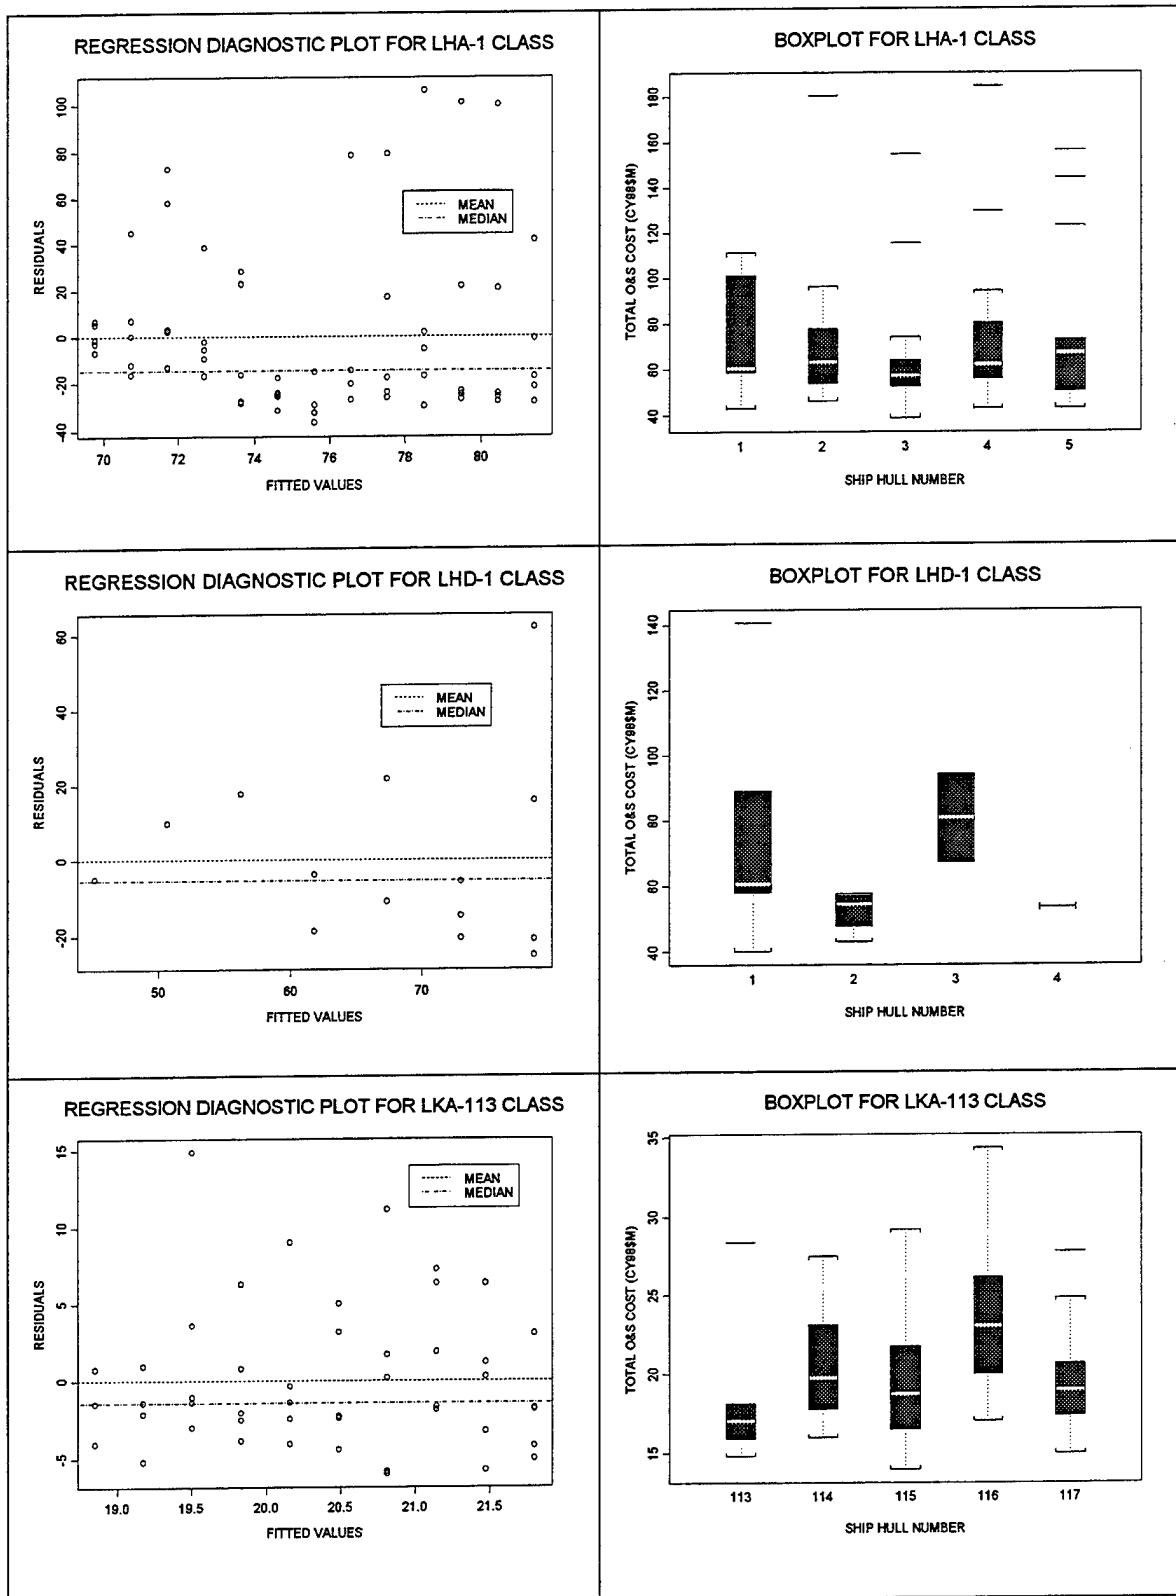 REGRESSION DIAGNOSTIC PLOT FOR LHA-1 CLASS
RESIDUALS
100
80
60
40
20
0
-20
-40
MEAN
MEDIAN
70 72 74 76 78 80
FITTED VALUES
BOXPLOT FOR LHA-1 CLASS
TOTAL O&S COST (CY98$M)
180
160
140
120
100
80
60
40
1 2 3 4 5
SHIP HULL NUMBER
REGRESSION DIAGNOSTIC PLOT FOR LHD-1 CLASS
RESIDUALS
60
40
20
0
-20
MEAN
MEDIAN
50 60 70
FITTED VALUES
BOXPLOT FOR LHD-1 CLASS
TOTAL O&S COST (CY98$M)
140
120
100
80
60
40
1 2 3 4
SHIP HULL NUMBER
REGRESSION DIAGNOSTIC PLOT FOR LKA-113 CLASS
RESIDUALS
15
10
5
0
-5
MEAN
MEDIAN
19.0 19.5 20.0 20.5 21.0 21.5
FITTED VALUES
BOXPLOT FOR LKA-113 CLASS
TOTAL O&S COST (CY98$M)
35
30
25
20
15
113 114 115 116 117
SHIP HULL NUMBER